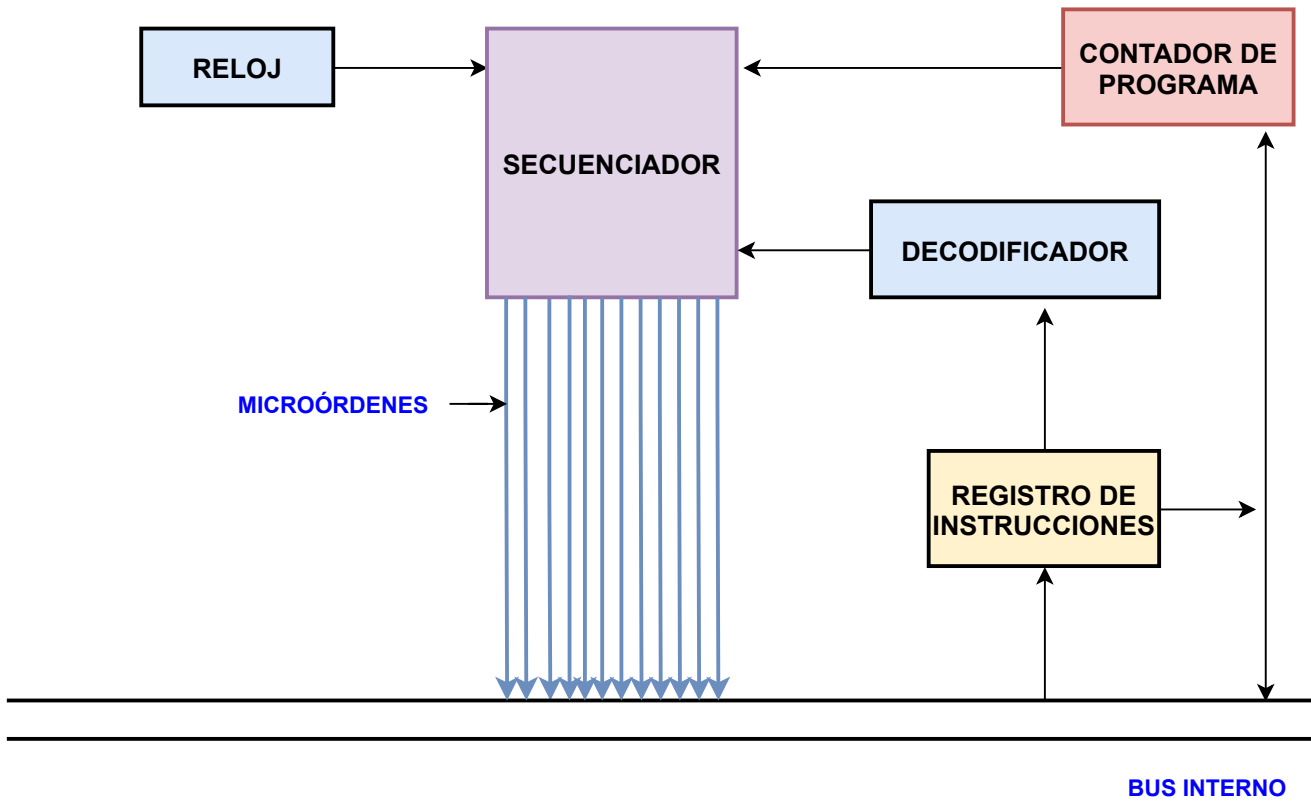 RELOJ
SECUENCIADOR
CONTADOR DE
PROGRAMA
DECODIFICADOR
MICROÓRDENES
REGISTRO DE
INSTRUCCIONES
BUS INTERNO